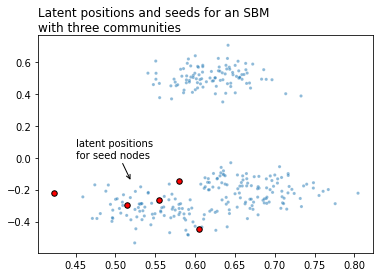 Latent positions and seeds for an SBM
with three communities
0.6
0.4
0.2
0.0
−0.2
−0.4
latent positions
for seed nodes
0.45 0.50 0.55 0.60 0.65 0.70 0.75 0.80